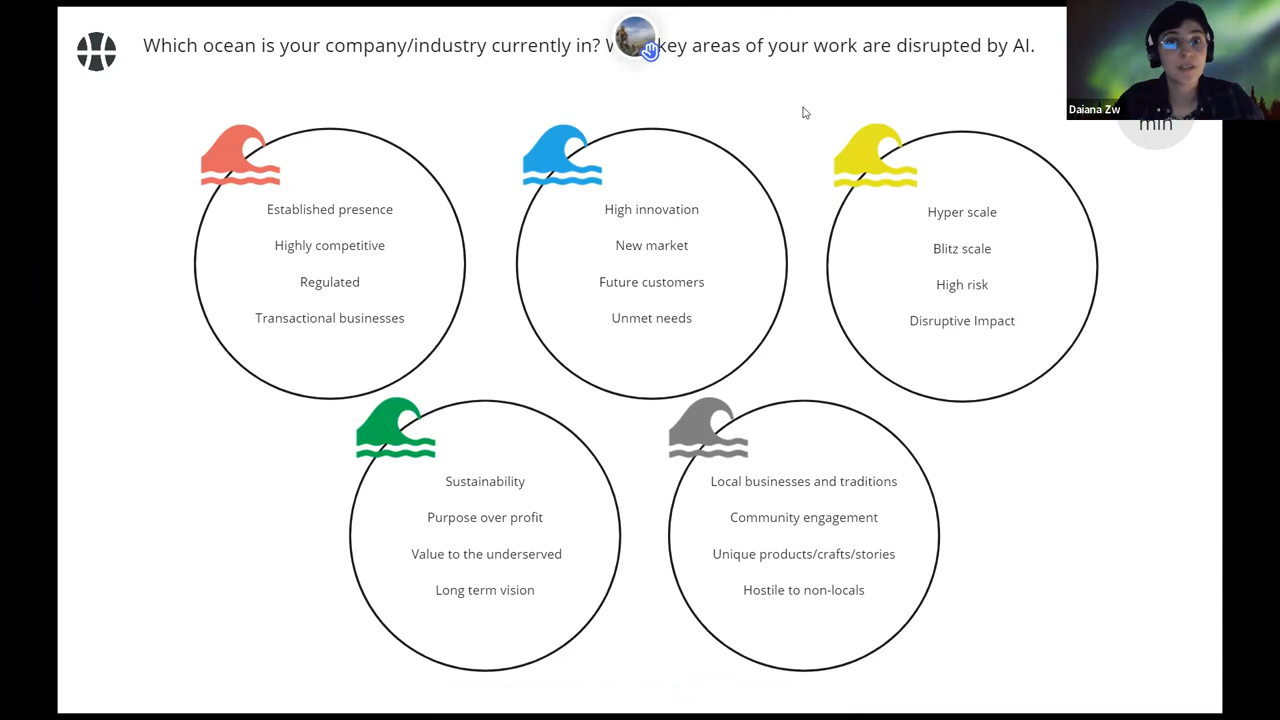 Which ocean is your company/industry currently in? key areas of your work are disrupted by AI.
Daiana Zw
min
Established presence
Highly competitive
Regulated
Transactional businesses
High innovation
New market
Future customers
Unmet needs
Hyper scale
Blitz scale
High risk
Disruptive Impact
Sustainability
Purpose over profit
Value to the underserved
Long term vision
Local businesses and traditions
Community engagement
Unique products/crafts/stories
Hostile to non-locals